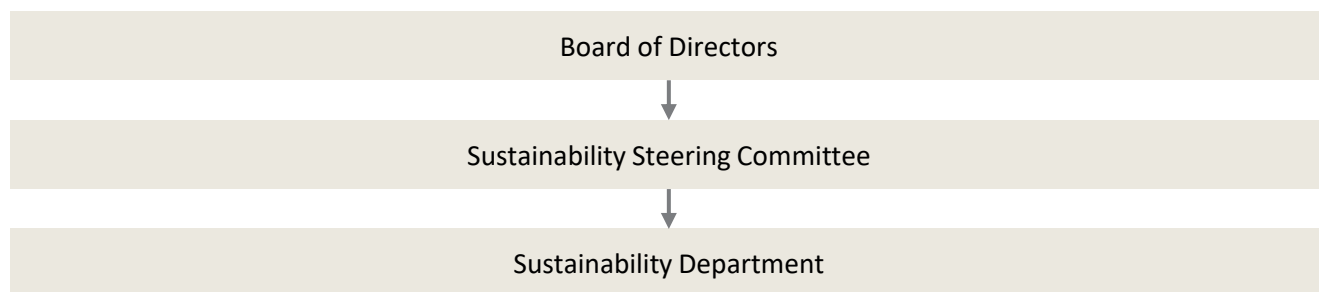 Board of Directors
Sustainability Steering Committee
Sustainability Department